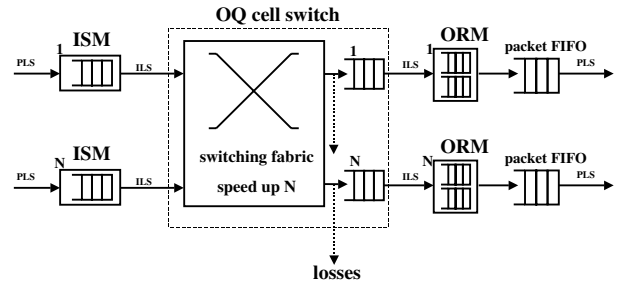 OQ cell switch
ISM
ORM
packet FIFO
1
1
1
PLS
ILS
ILS
PLS
switching fabric
speed up N
ISM
ORM
packet FIFO
N
N
N
PLS
ILS
ILS
PLS
losses